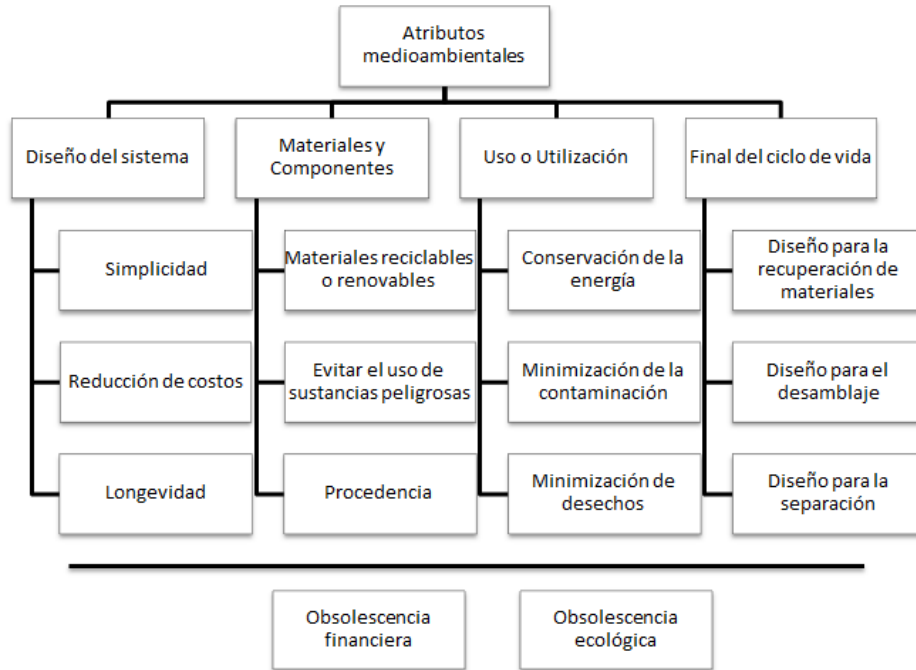 Atributos
medioambientales
Diseño del sistema
Materiales y
Componentes
Uso o Utilización
Final del ciclo de vida
Simplicidad
Materiales reciclables
o renovables
Conservación de la
energía
Diseño para la
recuperación de
materiales
Reducción de costos
Evitar el uso de
sustancias peligrosas
Minimización de la
contaminación
Diseño para el
desamblaje
Longevidad
Procedencia
Minimización de
desechos
Diseño para la
separación
Obsolescencia
financiera
Obsolescencia
ecológica